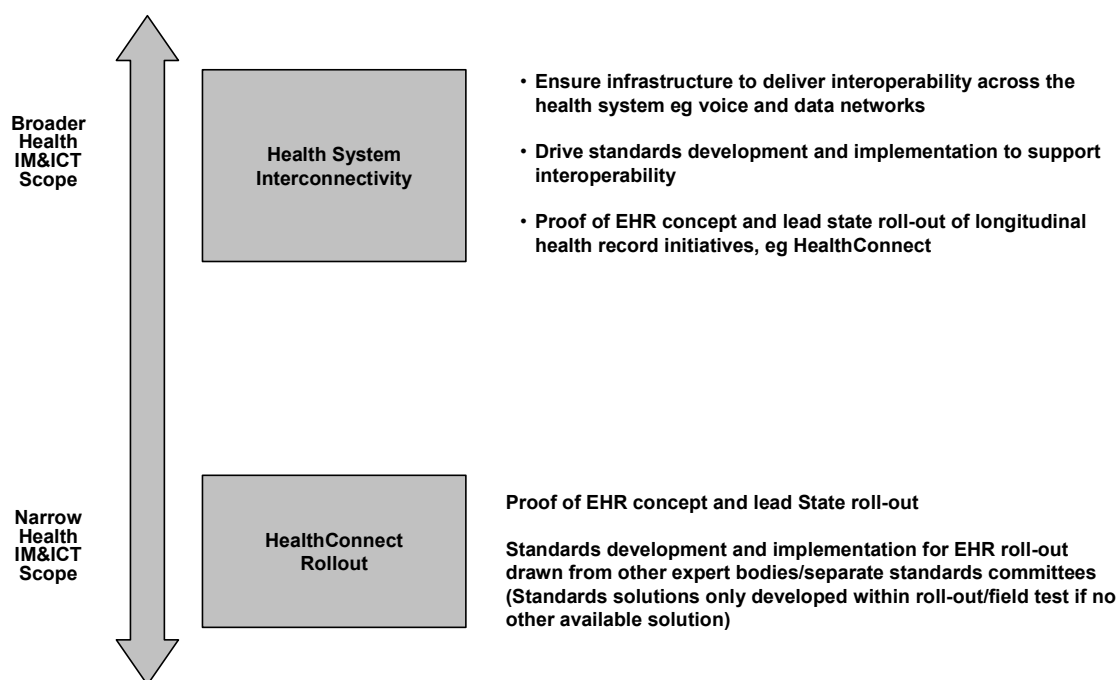 Broader
Health
IM&ICT
Scope
Health System
Interconnectivity
• Ensure infrastructure to deliver interoperability across the
health system eg voice and data networks
• Drive standards development and implementation to support
interoperability
• Proof of EHR concept and lead state roll-out of longitudinal
health record initiatives, eg HealthConnect
Narrow
Health
IM&ICT
Scope
HealthConnect
Rollout
Proof of EHR concept and lead State roll-out
Standards development and implementation for EHR roll-out
drawn from other expert bodies/separate standards committees
(Standards solutions only developed within roll-out/field test if no
other available solution)